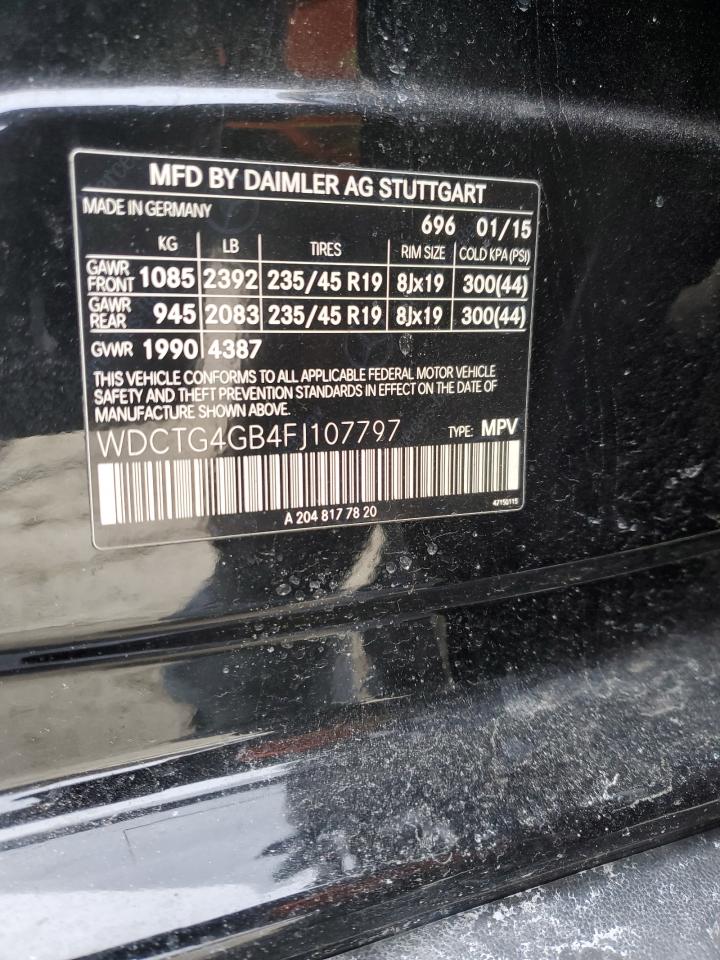 MFD BY DAIMLER AG STUTTGART
MADE IN GERMANY
696 01/15
KG LB TIRES RIM SIZE COLD KPA (PSI)
GAWR FRONT 1085 2392 235/45 R19 8Jx19 300(44)
GAWR REAR 945 2083 235/45 R19 8Jx19 300(44)
GVWR 1990 4387
THIS VEHICLE CONFORMS TO ALL APPLICABLE FEDERAL MOTOR VEHICLE
SAFETY AND THEFT PREVENTION STANDARDS IN EFFECT ON THE DATE OF
MANUFACTURE SHOWN ABOVE.
WDCTG4GB4FJ107797 TYPE: MPV
A 204 817 78 20
47150115